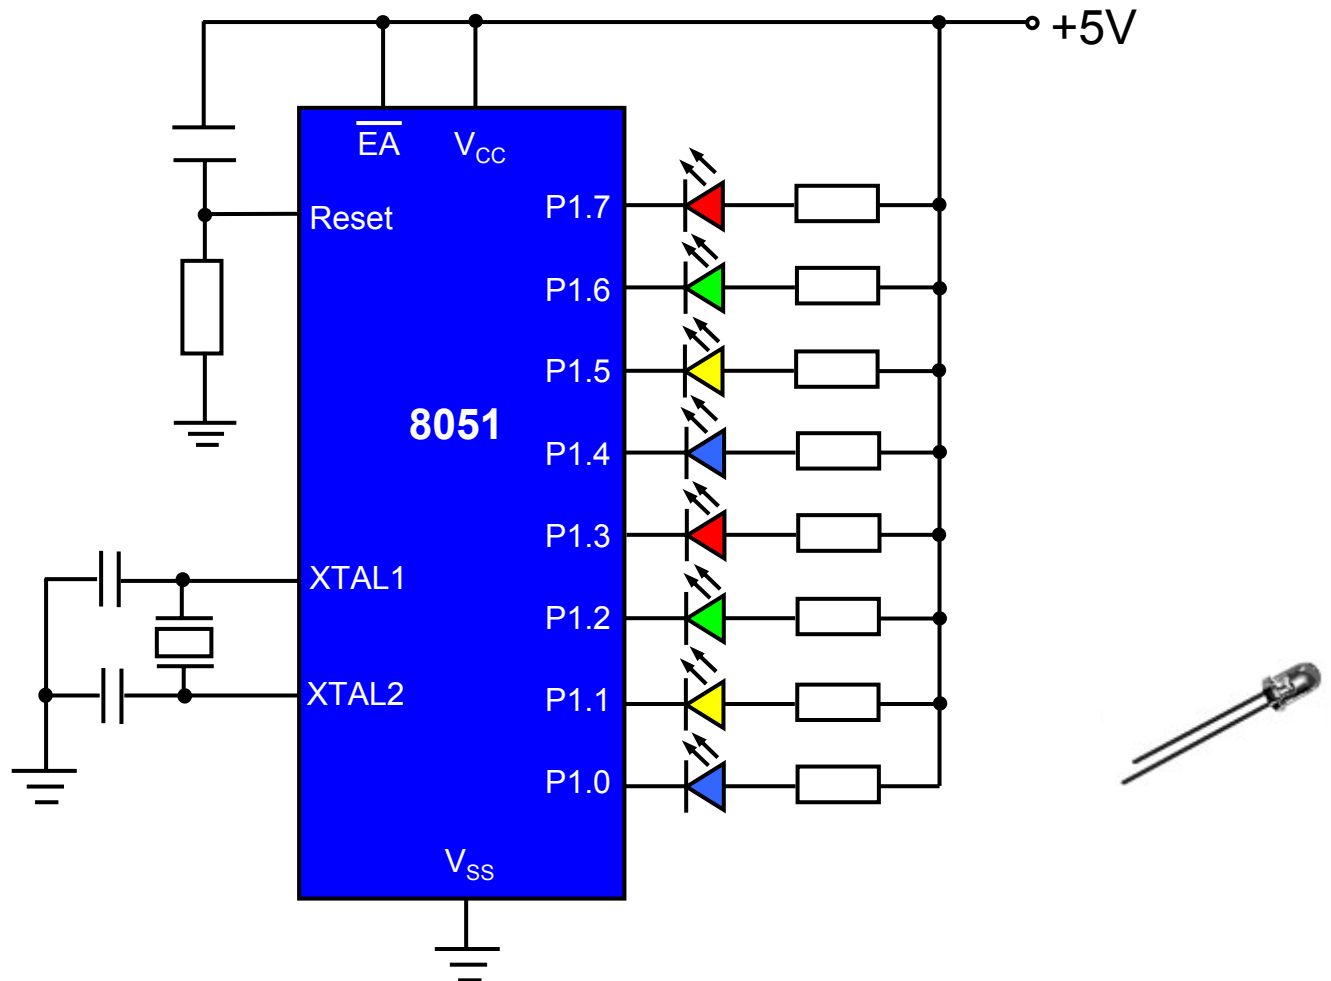 +5V
EA VCC
Reset
P1.7
P1.6
P1.5
8051
P1.4
P1.3
XTAL1
P1.2
XTAL2
P1.1
P1.0
VSS